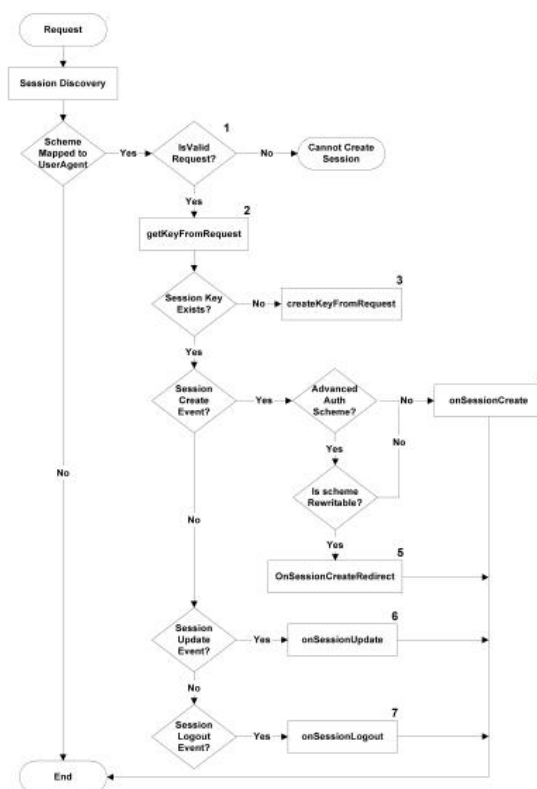 Request
Session Discovery
Scheme
Mapped to
UserAgent
Yes
1
IsValid
Request?
No
Cannot Create
Session
Yes
2
getKeyFromRequest
Session Key
Exists?
No
3
createKeyFromRequest
Yes
Session
Create
Event?
Yes
Advanced
Auth
Scheme?
No
onSessionCreate
No
Yes
Is scheme
Rewritable?
Yes
5
OnSessionCreateRedirect
No
No
Session
Update
Event?
Yes
6
onSessionUpdate
No
Session
Logout
Event?
Yes
7
onSessionLogout
End